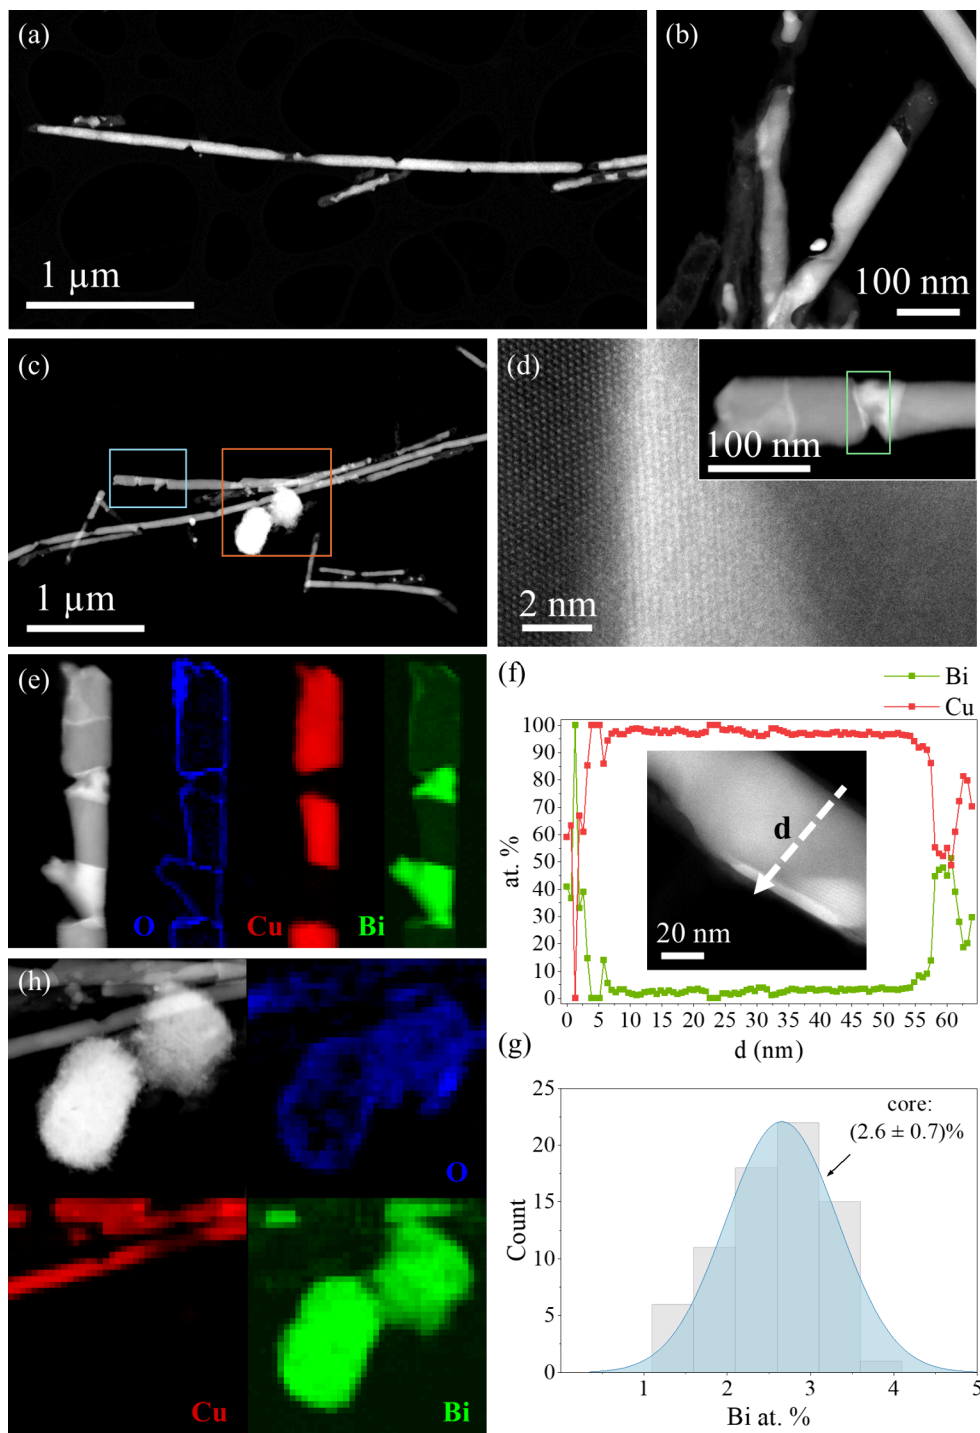 (a)
1 µm
(b)
100 nm
(c)
1 µm
(d)
100 nm
2 nm
(e)
O
Cu
Bi
(f)
Bi
Cu
100
90
80
70
60
50
40
30
20
10
0
at. %
d
20 nm
0 5 10 15 20 25 30 35 40 45 50 55 60
d (nm)
(h)
O
Cu
Bi
(g)
25
20
15
10
5
0
Count
core:
(2.6 ± 0.7)%
1 2 3 4 5
Bi at. %